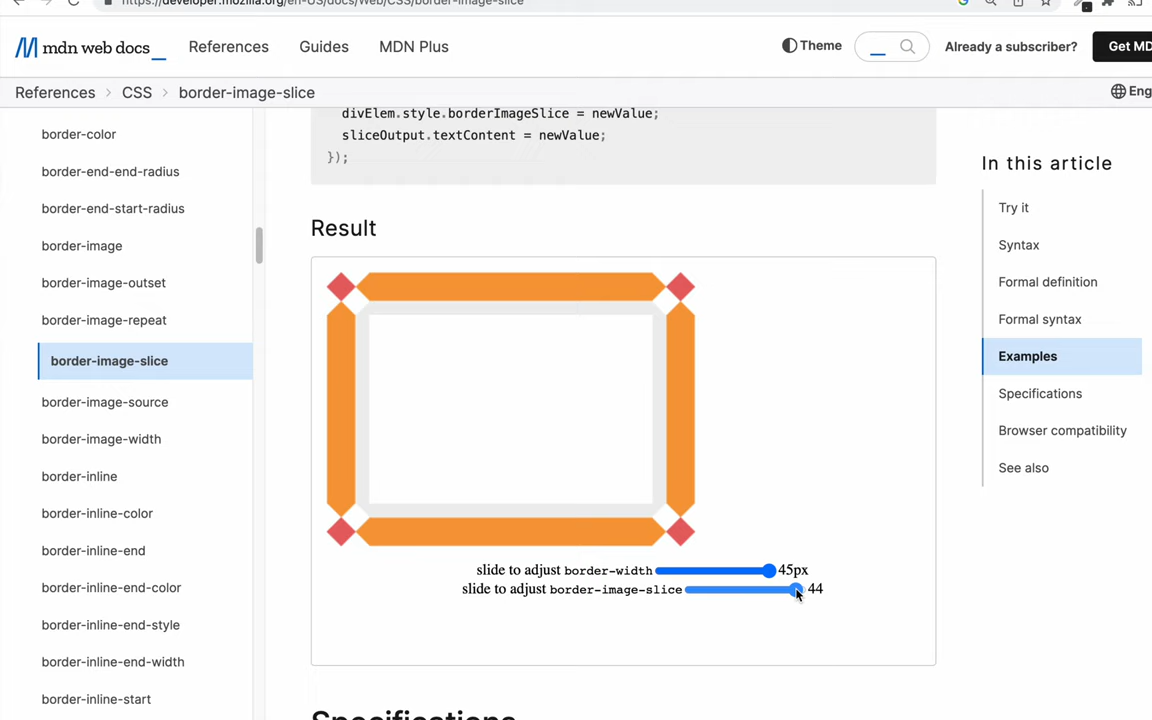 https://developer.mozilla.org/en-US/docs/Web/CSS/border-image-slice
mdn web docs _
References
Guides
MDN Plus
Theme
Already a subscriber?
Get MD
References > CSS > border-image-slice
Eng
border-color
border-end-end-radius
border-end-start-radius
border-image
border-image-outset
border-image-repeat
border-image-slice
border-image-source
border-image-width
border-inline
border-inline-color
border-inline-end
border-inline-end-color
border-inline-end-style
border-inline-end-width
border-inline-start
divElem.style.borderImageSlice = newValue;
sliceOutput.textContent = newValue;
});
Result
slide to adjust border-width 45px
slide to adjust border-image-slice 44
Specifications
In this article
Try it
Syntax
Formal definition
Formal syntax
Examples
Specifications
Browser compatibility
See also